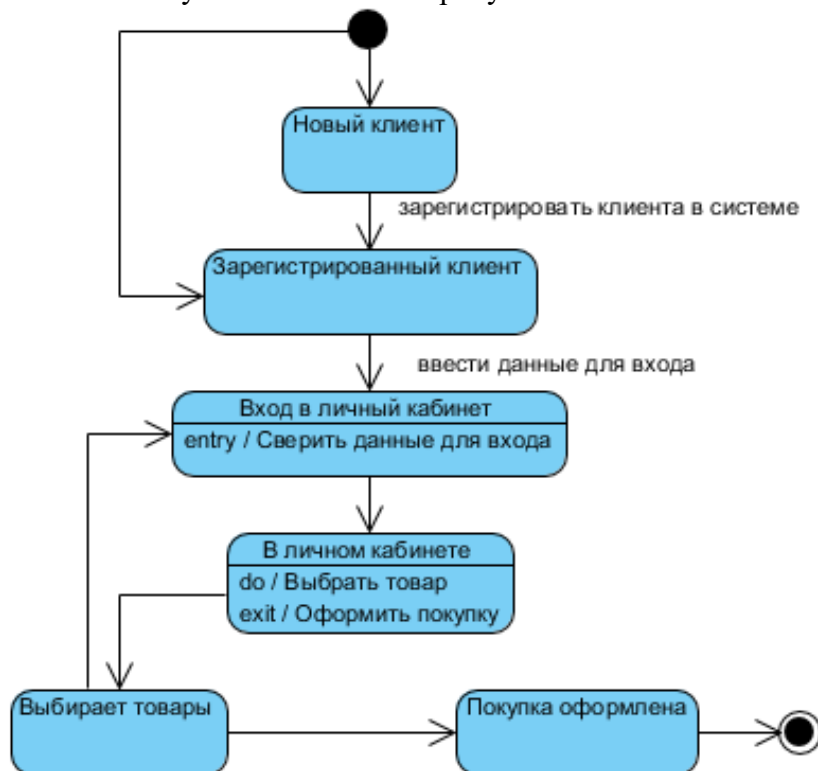 Новый клиент
зарегистрировать клиента в системе
Зарегистрированный клиент
ввести данные для входа
Вход в личный кабинет
entry / Сверить данные для входа
В личном кабинете
do / Выбрать товар
exit / Оформить покупку
Выбирает товары
Покупка оформлена